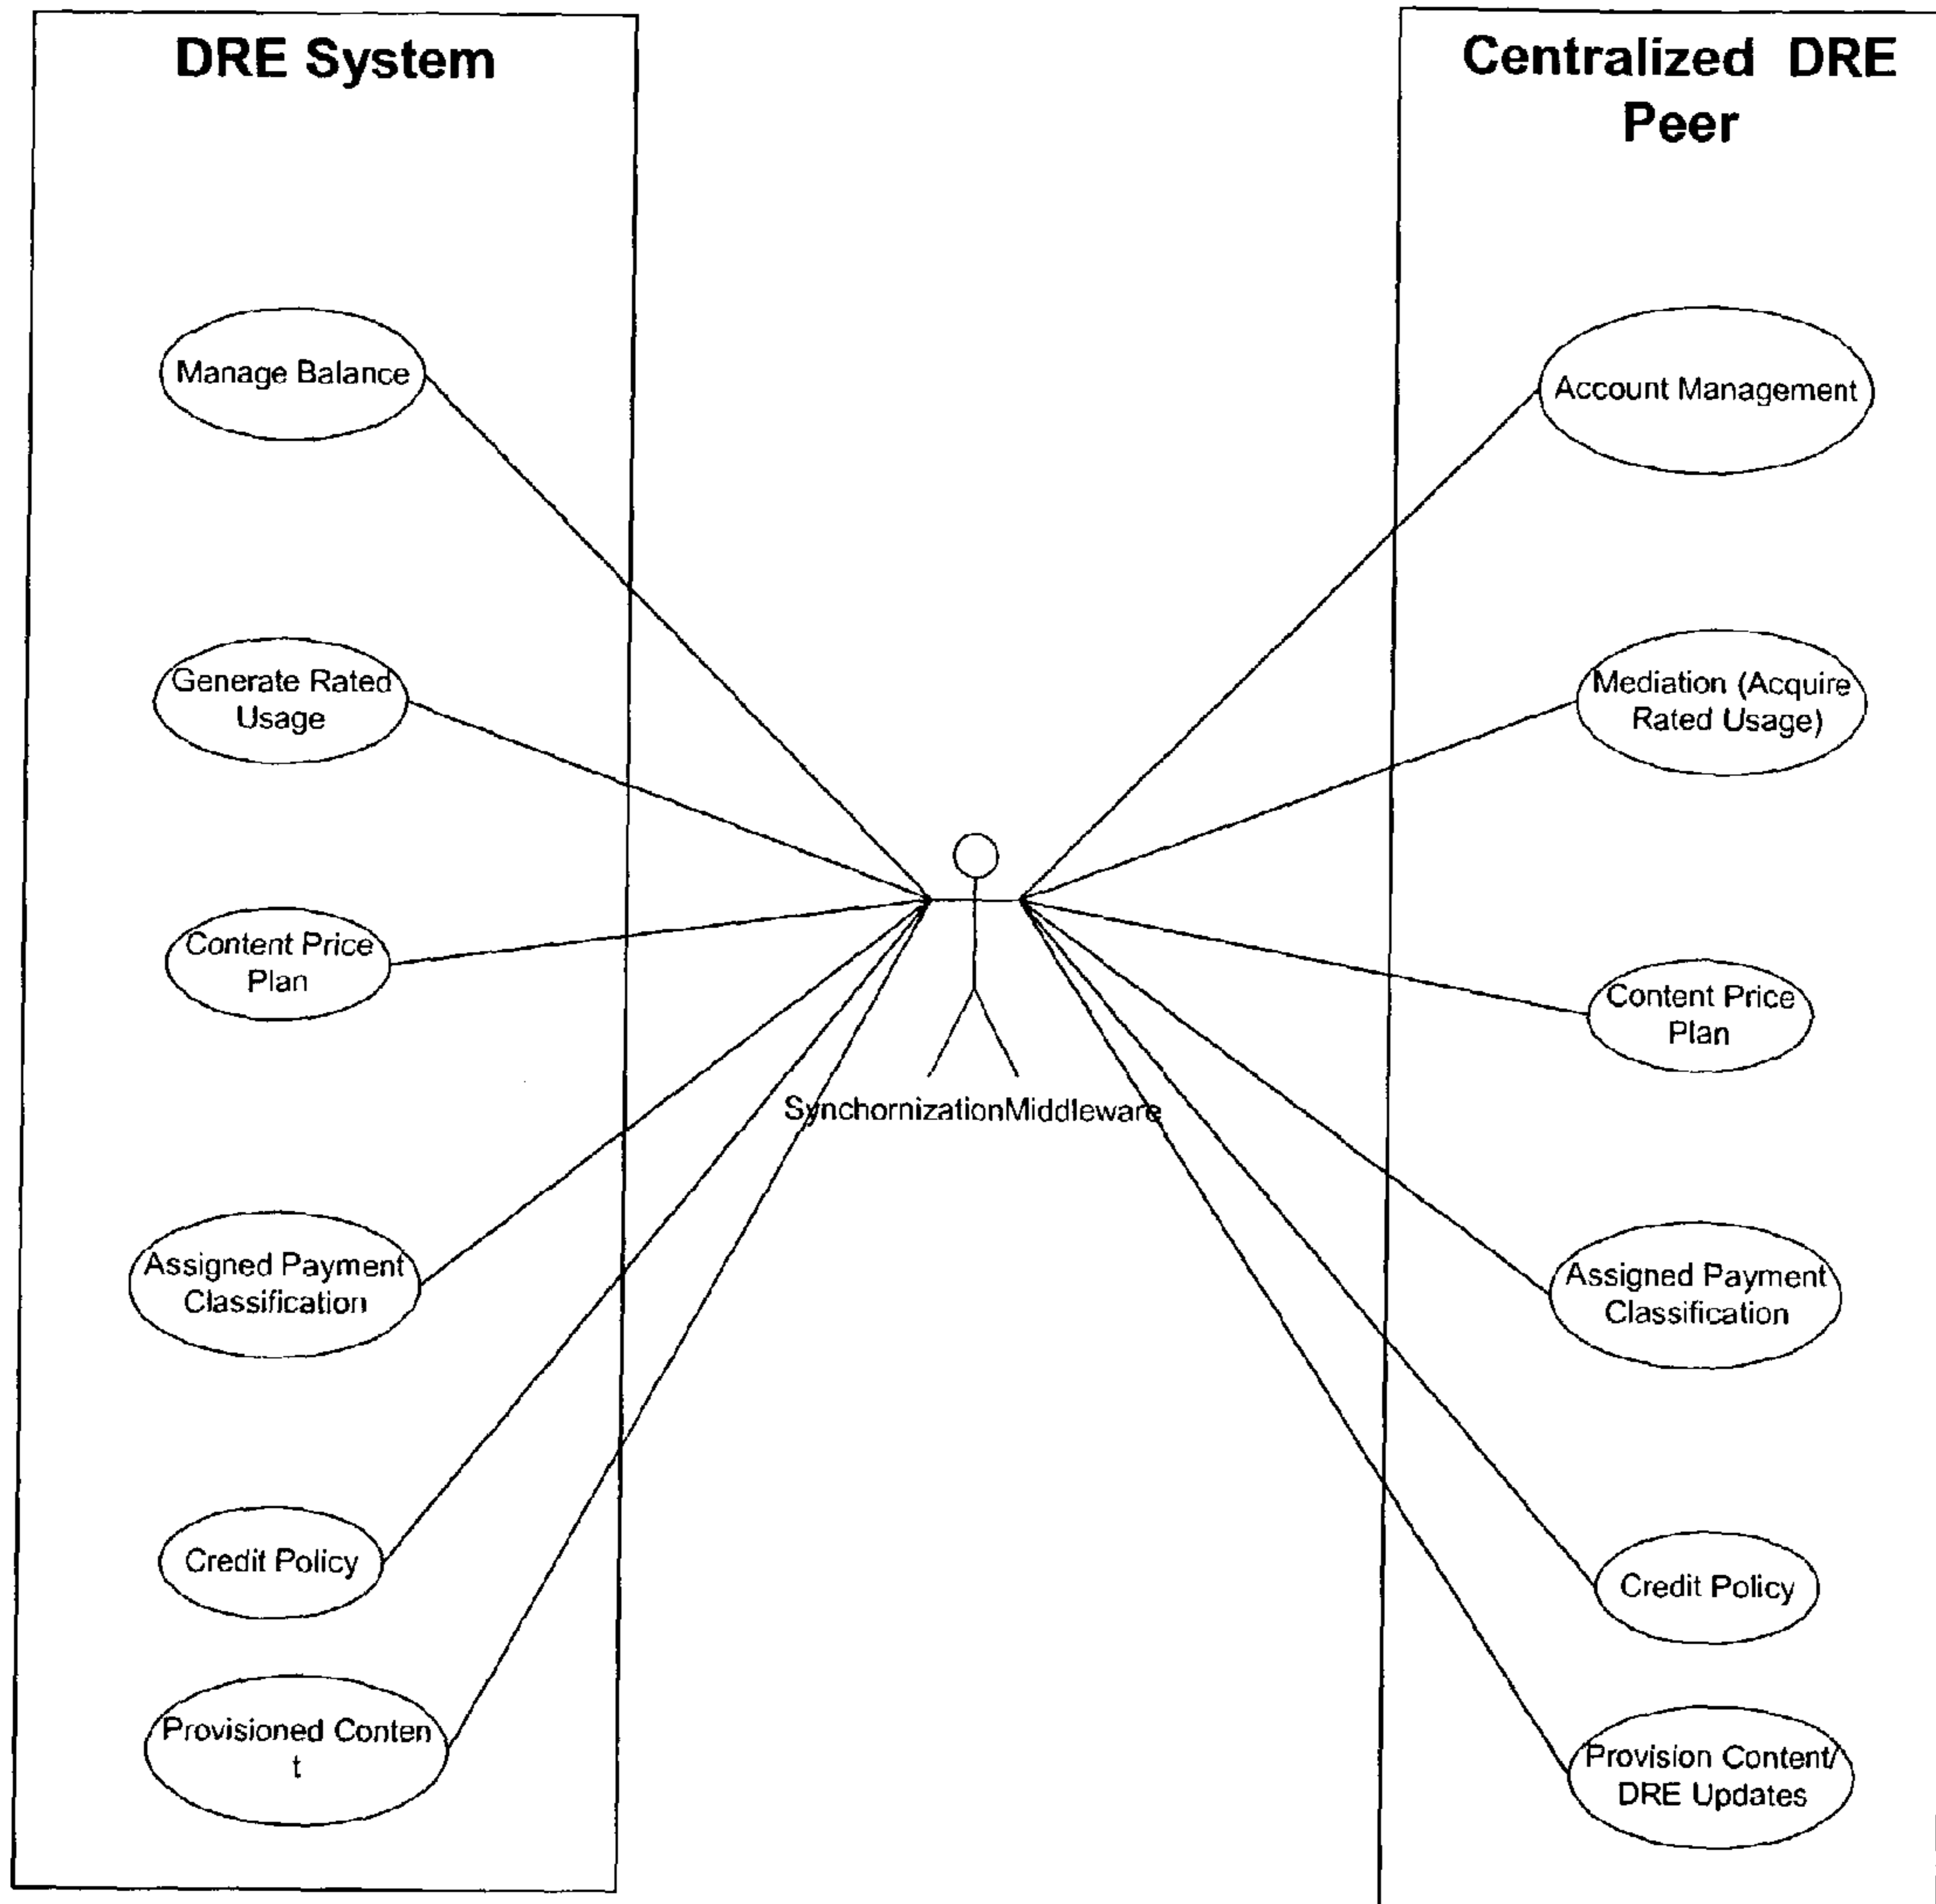 DRE System
Manage Balance
Generate Rated
Usage
Content Price
Plan
Assigned Payment
Classification
Credit Policy
Provisioned Conten
t
SynchornizationMiddleware
Centralized DRE
Peer
Account Management
Mediation (Acquire
Rated Usage)
Content Price
Plan
Assigned Payment
Classification
Credit Policy
Provision Content/
DRE Updates